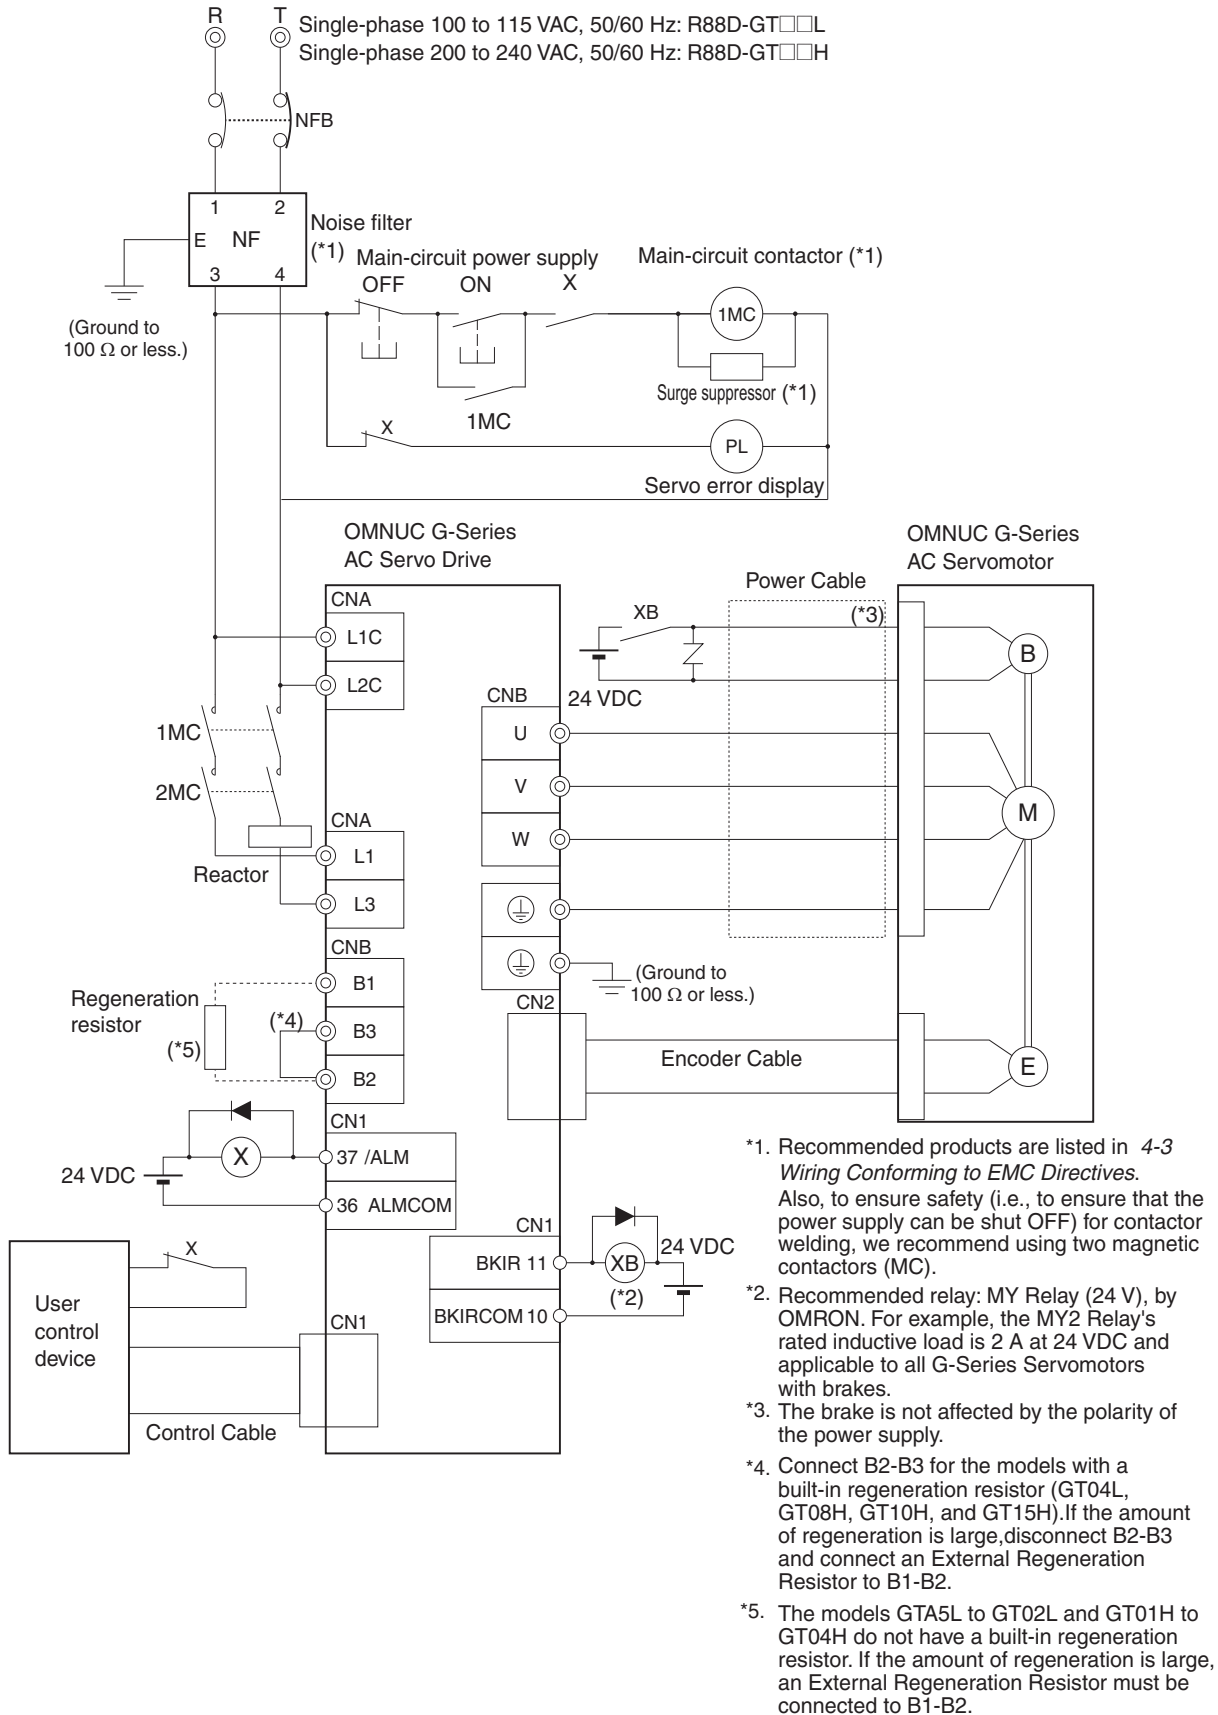 R T
Single-phase 100 to 115 VAC, 50/60 Hz: R88D-GT□□L
Single-phase 200 to 240 VAC, 50/60 Hz: R88D-GT□□H
NFB
1 2
E NF
3 4
Noise filter
(*1)
(Ground to
100 Ω or less.)
Main-circuit power supply
OFF ON X
Main-circuit contactor (*1)
1MC
Surge suppressor (*1)
1MC
X
PL
Servo error display
OMNUC G-Series
AC Servo Drive
OMNUC G-Series
AC Servomotor
CNA
L1C
L2C
1MC
2MC
Reactor
CNA
L1
L3
CNB
B1
B3
B2
Regeneration
resistor
(*5)
(*4)
24 VDC
X
CN1
37 /ALM
36 ALMCOM
User
control
device
X
CN1
Control Cable
Power Cable
(*3)
XB
24 VDC
CNB
U
V
W
(Ground to
100 Ω or less.)
CN2
Encoder Cable
B
M
E
CN1
BKIR 11
BKIRCOM 10
XB
(*2)
24 VDC
*1. Recommended products are listed in 4-3
Wiring Conforming to EMC Directives.
Also, to ensure safety (i.e., to ensure that the
power supply can be shut OFF) for contactor
welding, we recommend using two magnetic
contactors (MC).
*2. Recommended relay: MY Relay (24 V), by
OMRON. For example, the MY2 Relay's
rated inductive load is 2 A at 24 VDC and
applicable to all G-Series Servomotors
with brakes.
*3. The brake is not affected by the polarity of
the power supply.
*4. Connect B2-B3 for the models with a
built-in regeneration resistor (GT04L,
GT08H, GT10H, and GT15H).If the amount
of regeneration is large,disconnect B2-B3
and connect an External Regeneration
Resistor to B1-B2.
*5. The models GTA5L to GT02L and GT01H to
GT04H do not have a built-in regeneration
resistor. If the amount of regeneration is large,
an External Regeneration Resistor must be
connected to B1-B2.